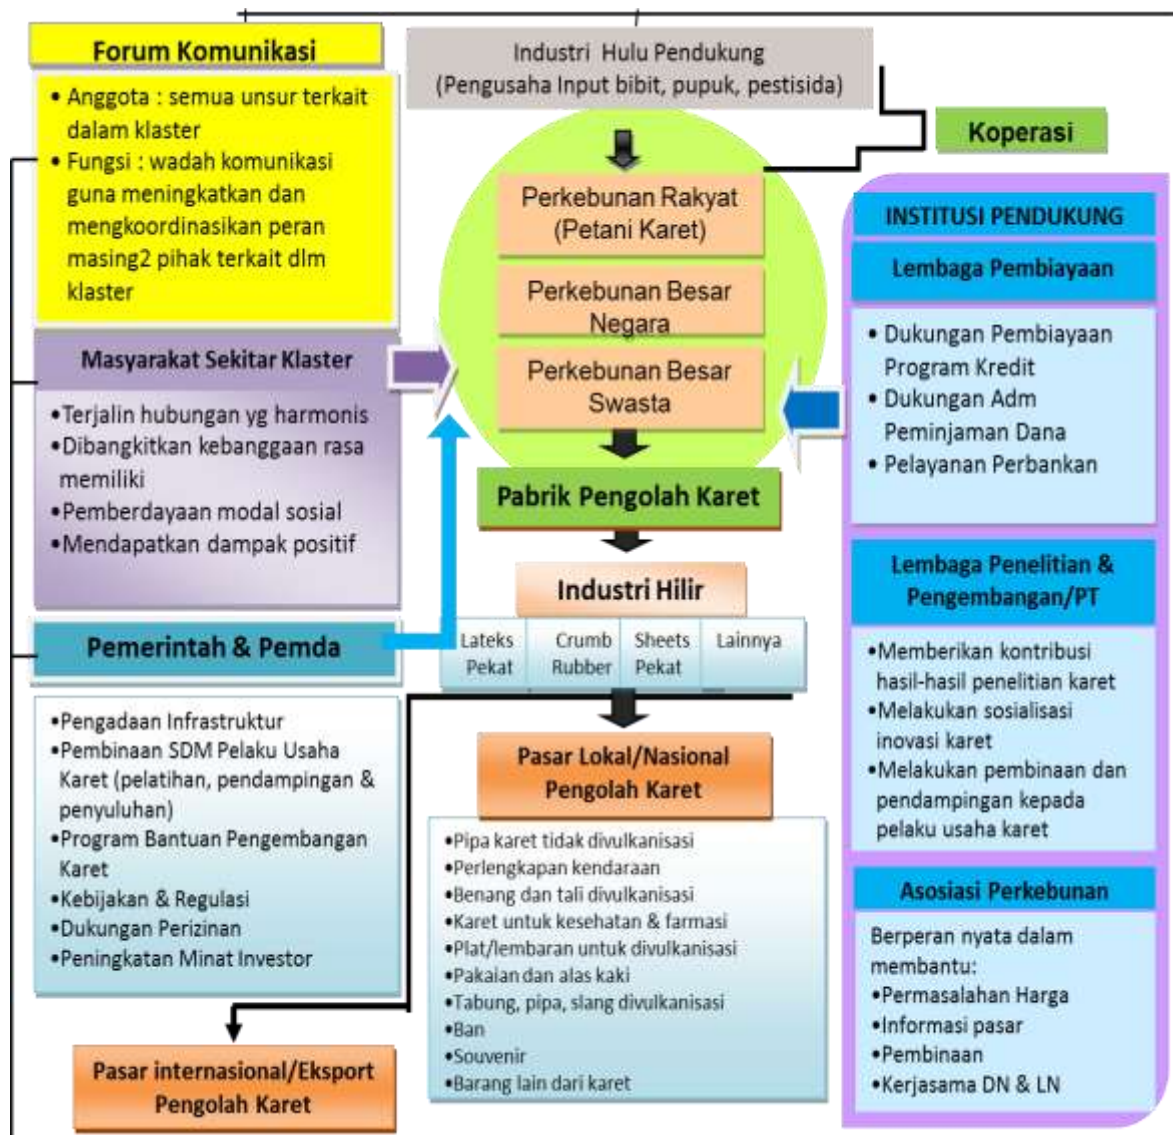 Forum Komunikasi
• Anggota : semua unsur terkait
dalam klaster
• Fungsi : wadah komunikasi
guna meningkatkan dan
mengkoordinasikan peran
masing2 pihak terkait dlm
klaster
Masyarakat Sekitar Klaster
•Terjalin hubungan yg harmonis
•Dibangkitkan kebanggaan rasa
memiliki
•Pemberdayaan modal sosial
•Mendapatkan dampak positif
Pemerintah & Pemda
•Pengadaan Infrastruktur
•Pembinaan SDM Pelaku Usaha
Karet (pelatihan, pendampingan &
penyuluhan)
•Program Bantuan Pengembangan
Karet
•Kebijakan & Regulasi
•Dukungan Perizinan
•Peningkatan Minat Investor
Pasar internasional/Eksport
Pengolah Karet
Industri Hulu Pendukung
(Pengusaha Input bibit, pupuk, pestisida)
Perkebunan Rakyat
(Petani Karet)
Perkebunan Besar
Negara
Perkebunan Besar
Swasta
Pabrik Pengolah Karet
Industri Hilir
Lateks
Pekat
Crumb
Rubber
Sheets
Pekat
Lainnya
Pasar Lokal/Nasional
Pengolah Karet
•Pipa karet tidak divulkanisasi
•Perlengkapan kendaraan
•Benang dan tali divulkanisasi
•Karet untuk kesehatan & farmasi
•Plat/lembaran untuk divulkanisasi
•Pakaian dan alas kaki
•Tabung, pipa, slang divulkanisasi
•Ban
•Souvenir
•Barang lain dari karet
Koperasi
INSTITUSI PENDUKUNG
Lembaga Pembiayaan
• Dukungan Pembiayaan
Program Kredit
• Dukungan Adm
Peminjaman Dana
• Pelayanan Perbankan
Lembaga Penelitian &
Pengembangan/PT
•Memberikan kontribusi
hasil-hasil penelitian karet
•Melakukan sosialisasi
inovasi karet
•Melakukan pembinaan dan
pendampingan kepada
pelaku usaha karet
Asosiasi Perkebunan
Berperan nyata dalam
membantu:
•Permasalahan Harga
•Informasi pasar
•Pembinaan
•Kerjasama DN & LN